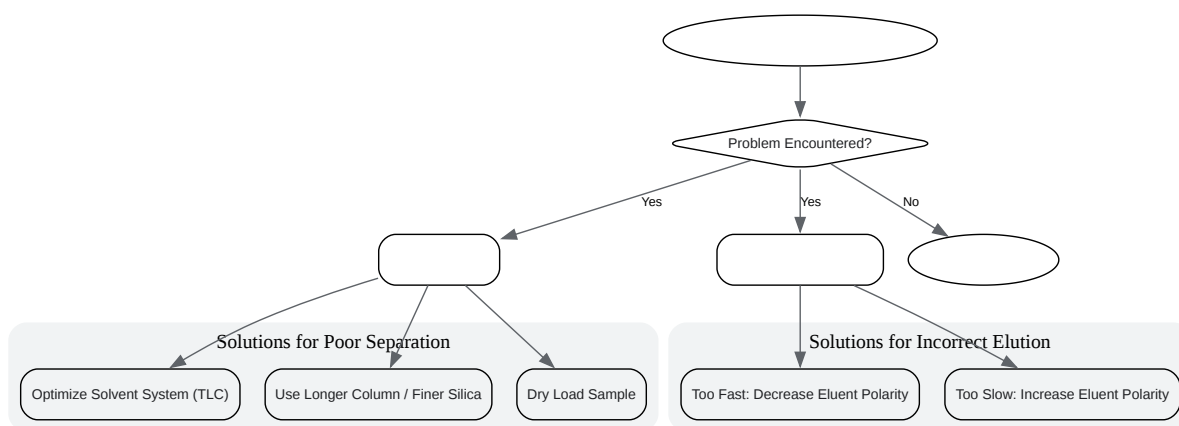 Problem Encountered?
Yes
Yes
No
Solutions for Poor Separation
Solutions for Incorrect Elution
Optimize Solvent System (TLC)
Use Longer Column / Finer Silica
Dry Load Sample
Too Fast: Decrease Eluent Polarity
Too Slow: Increase Eluent Polarity